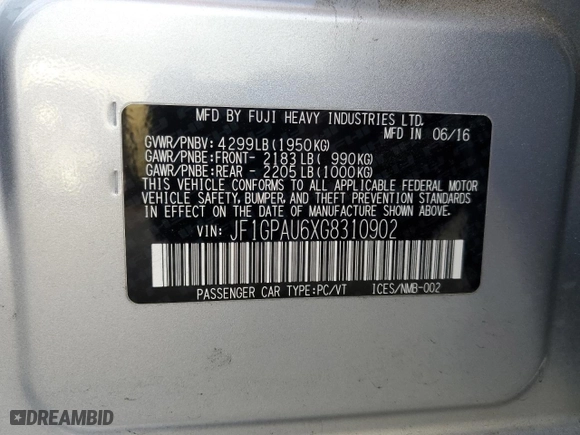 MFD BY FUJI HEAVY INDUSTRIES LTD.
MFD IN 06/16
GVWR/PNBV: 4299LB(1950KG)
GAWR/PNBE:FRONT- 2183LB( 990KG)
GAWR/PNBE:REAR - 2205LB(1000KG)
THIS VEHICLE CONFORMS TO ALL APPLICABLE FEDERAL MOTOR
VEHICLE SAFETY, BUMPER, AND THEFT PREVENTION STANDARDS
IN EFFECT ON THE DATE OF MANUFACTURE SHOWN ABOVE.
VIN: JF1GPAU6XG8310902
PASSENGER CAR TYPE:PC/VT ICES/NMB-002
DREAMBID